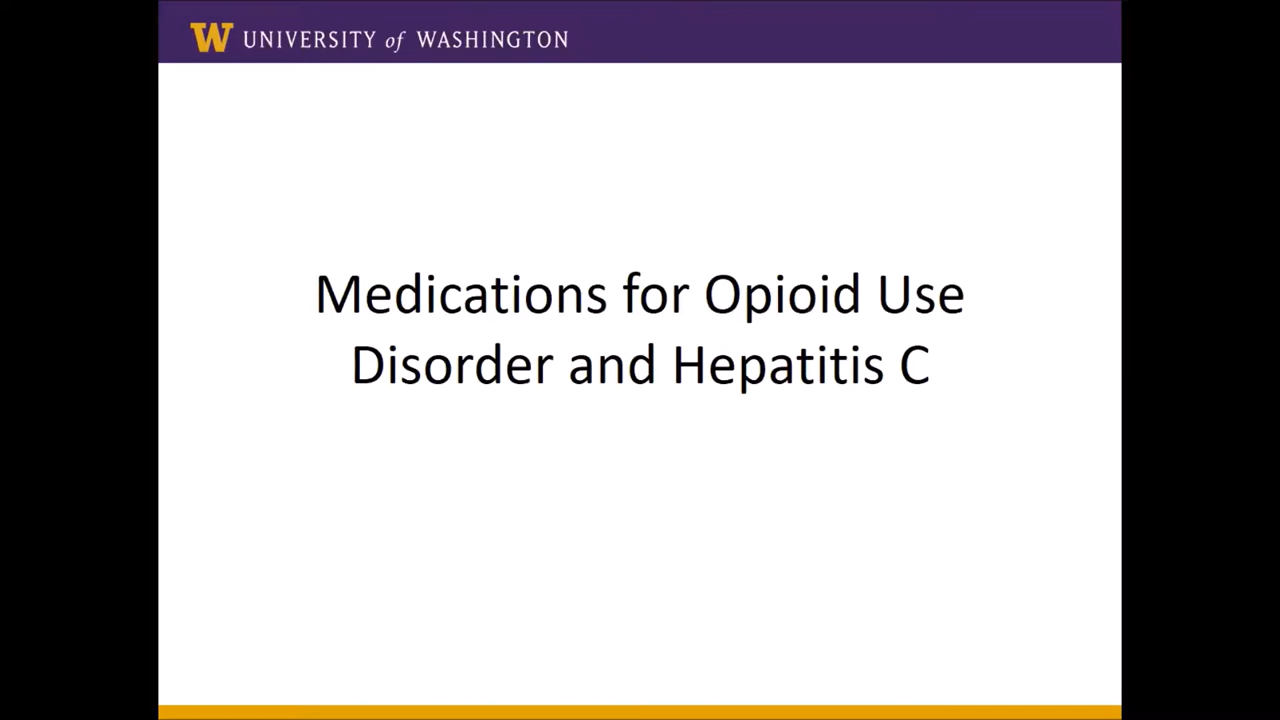 W UNIVERSITY of WASHINGTON
Medications for Opioid Use
Disorder and Hepatitis C